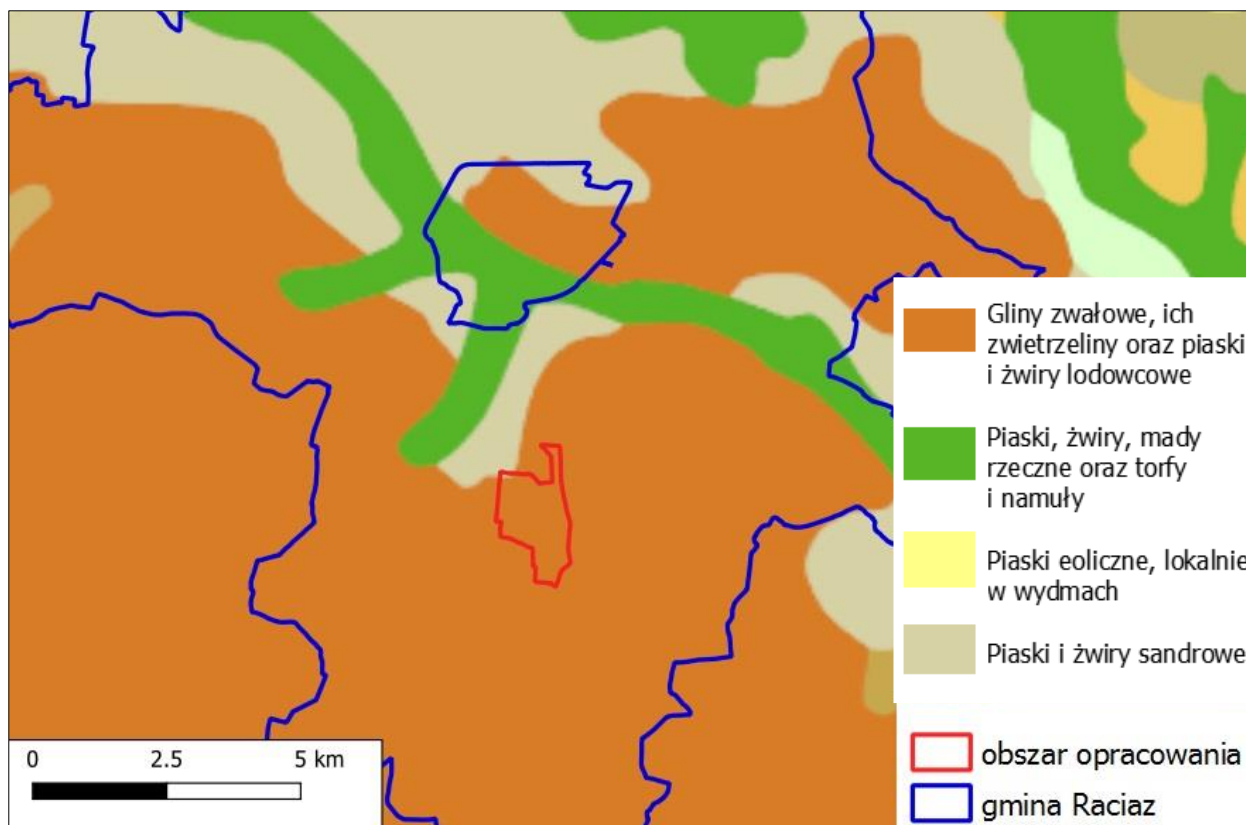 Gliny zwałowe, ich
zwietrzeliny oraz piaski
i żwiry lodowcowe
Piaski, żwiry, mady
rzeczne oraz torfy
i namuły
Piaski eoliczne, lokalnie
w wydmach
Piaski i żwiry sandrowe
obszar opracowania
gmina Raciaz
0 2.5 5 km